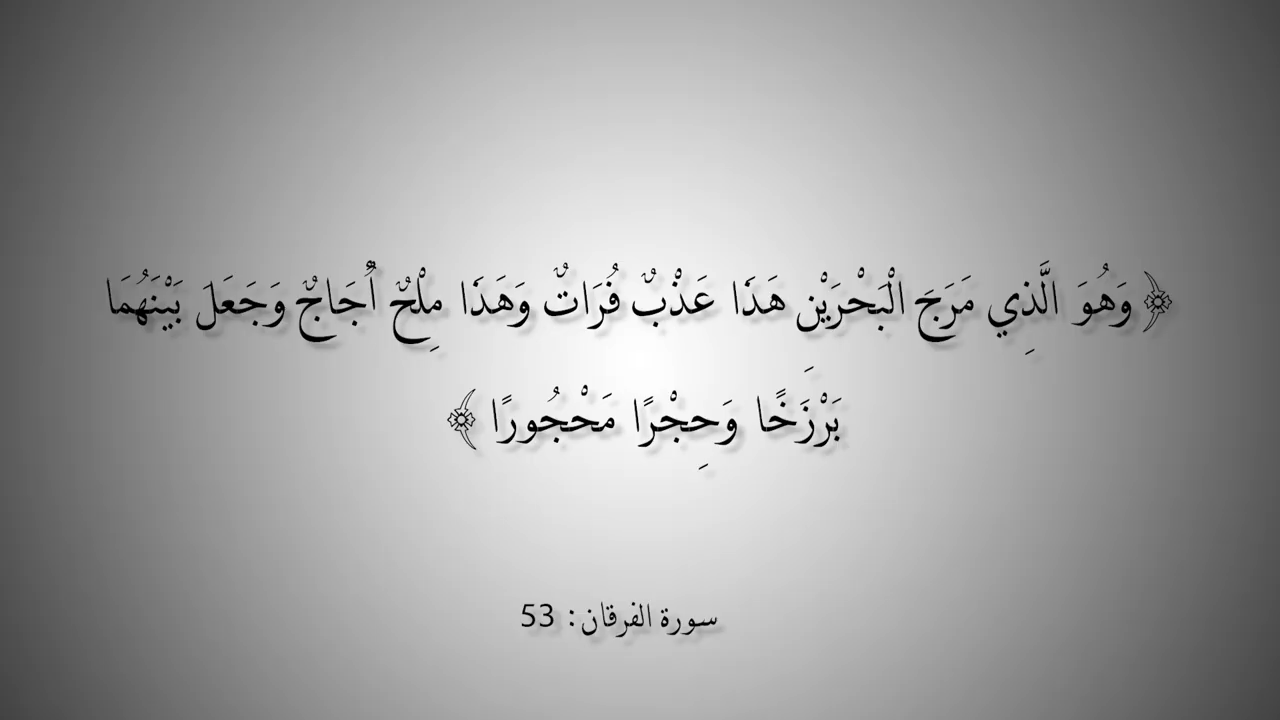 ﴿ وَهُوَ الَّذِي مَرَجَ الْبَحْرَيْنِ هَذَا عَذْبٌ فُرَاتٌ وَهَذَا مِلْحٌ أُجَاجٌ وَجَعَلَ بَيْنَهُمَا
بَرْزَخًا وَحِجْرًا مَحْجُورًا ﴾
سورة الفرقان: 53